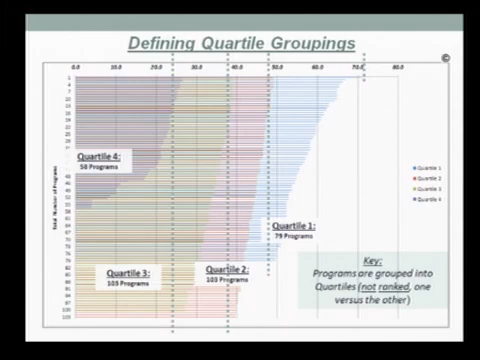 Defining Quartile Groupings
©
0.0 10.0 20.0 30.0 40.0 50.0 60.0 70.0 80.0
Total Number of Programs
Quartile 4:
58 Programs
Quartile 1:
79 Programs
Quartile 3:
103 Programs
Quartile 2:
103 Programs
Quartile 1
Quartile 2
Quartile 3
Quartile 4
Key:
Programs are grouped into
Quartiles (not ranked, one
versus the other)